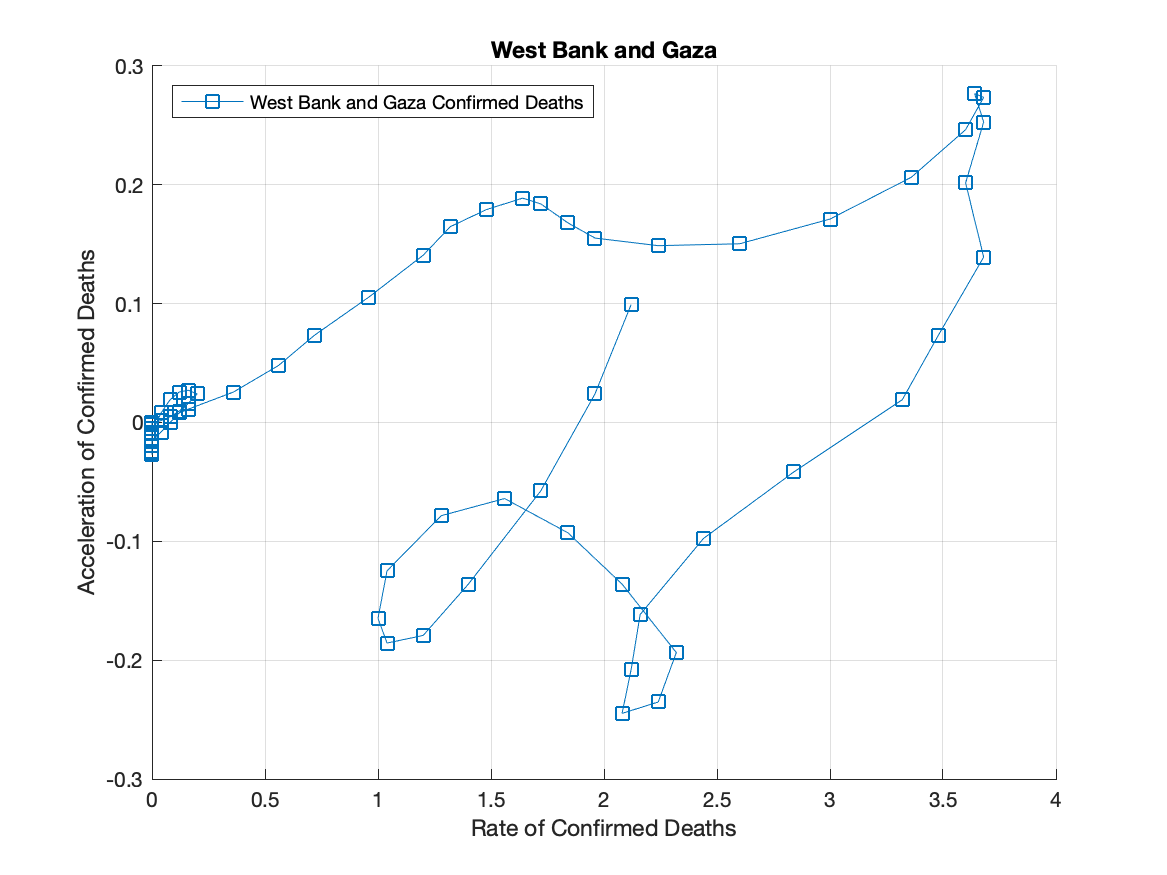 West Bank and Gaza
West Bank and Gaza Confirmed Deaths
0.3
0.2
0.1
0
-0.1
-0.2
-0.3
Acceleration of Confirmed Deaths
0 0.5 1 1.5 2 2.5 3 3.5 4
Rate of Confirmed Deaths